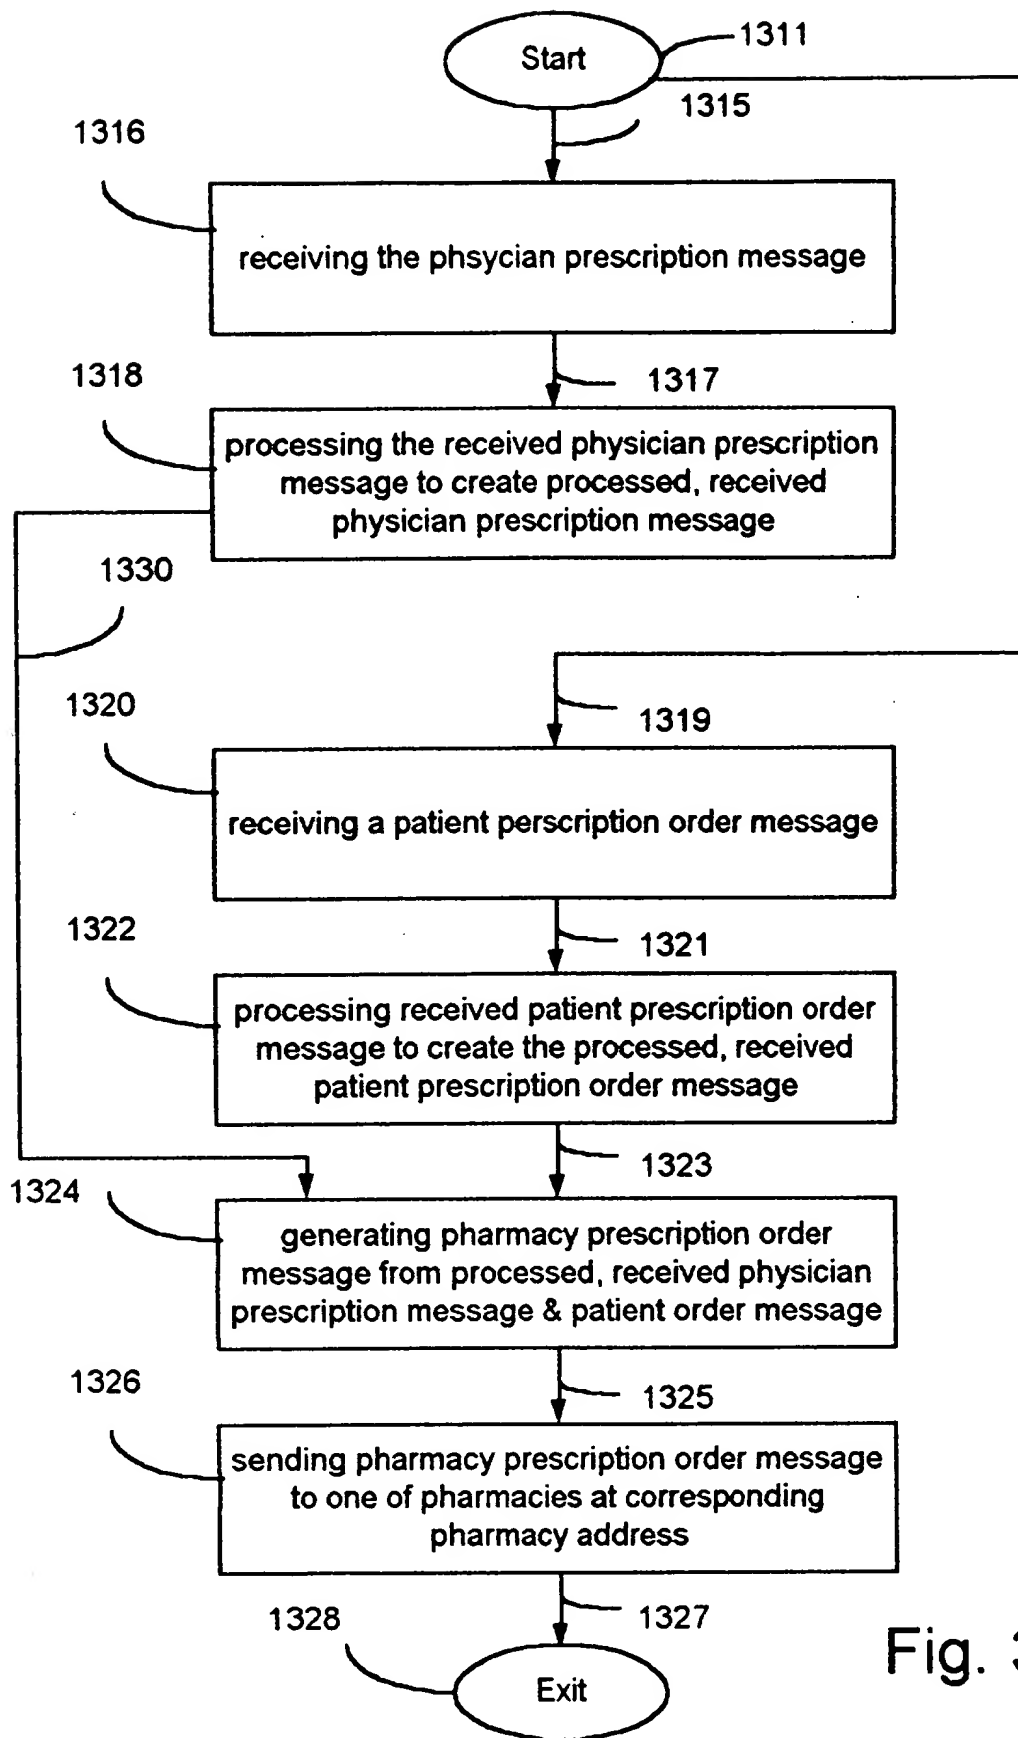 Start
1311
1315
1316
receiving the phsycian prescription message
1317
1318
processing the received physician prescription
message to create processed, received
physician prescription message
1330
1319
1320
receiving a patient perscription order message
1321
1322
processing received patient prescription order
message to create the processed, received
patient prescription order message
1323
1324
generating pharmacy prescription order
message from processed, received physician
prescription message & patient order message
1325
1326
sending pharmacy prescription order message
to one of pharmacies at corresponding
pharmacy address
1327
1328
Exit
Fig.